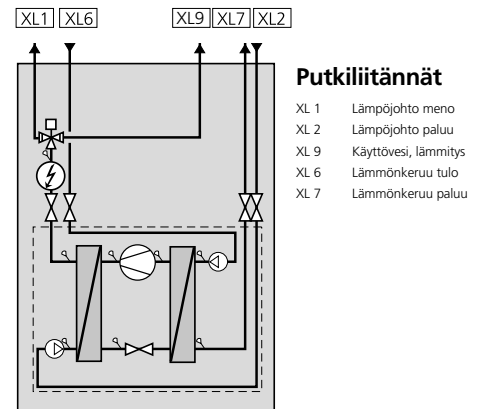 XL1 XL6 XL9 XL7 XL2
Putkiliitännät
XL 1 Lämpöjohto meno
XL 2 Lämpöjohto paluu
XL 9 Käyttövesi, lämmitys
XL 6 Lämmönkeruu tulo
XL 7 Lämmönkeruu paluu